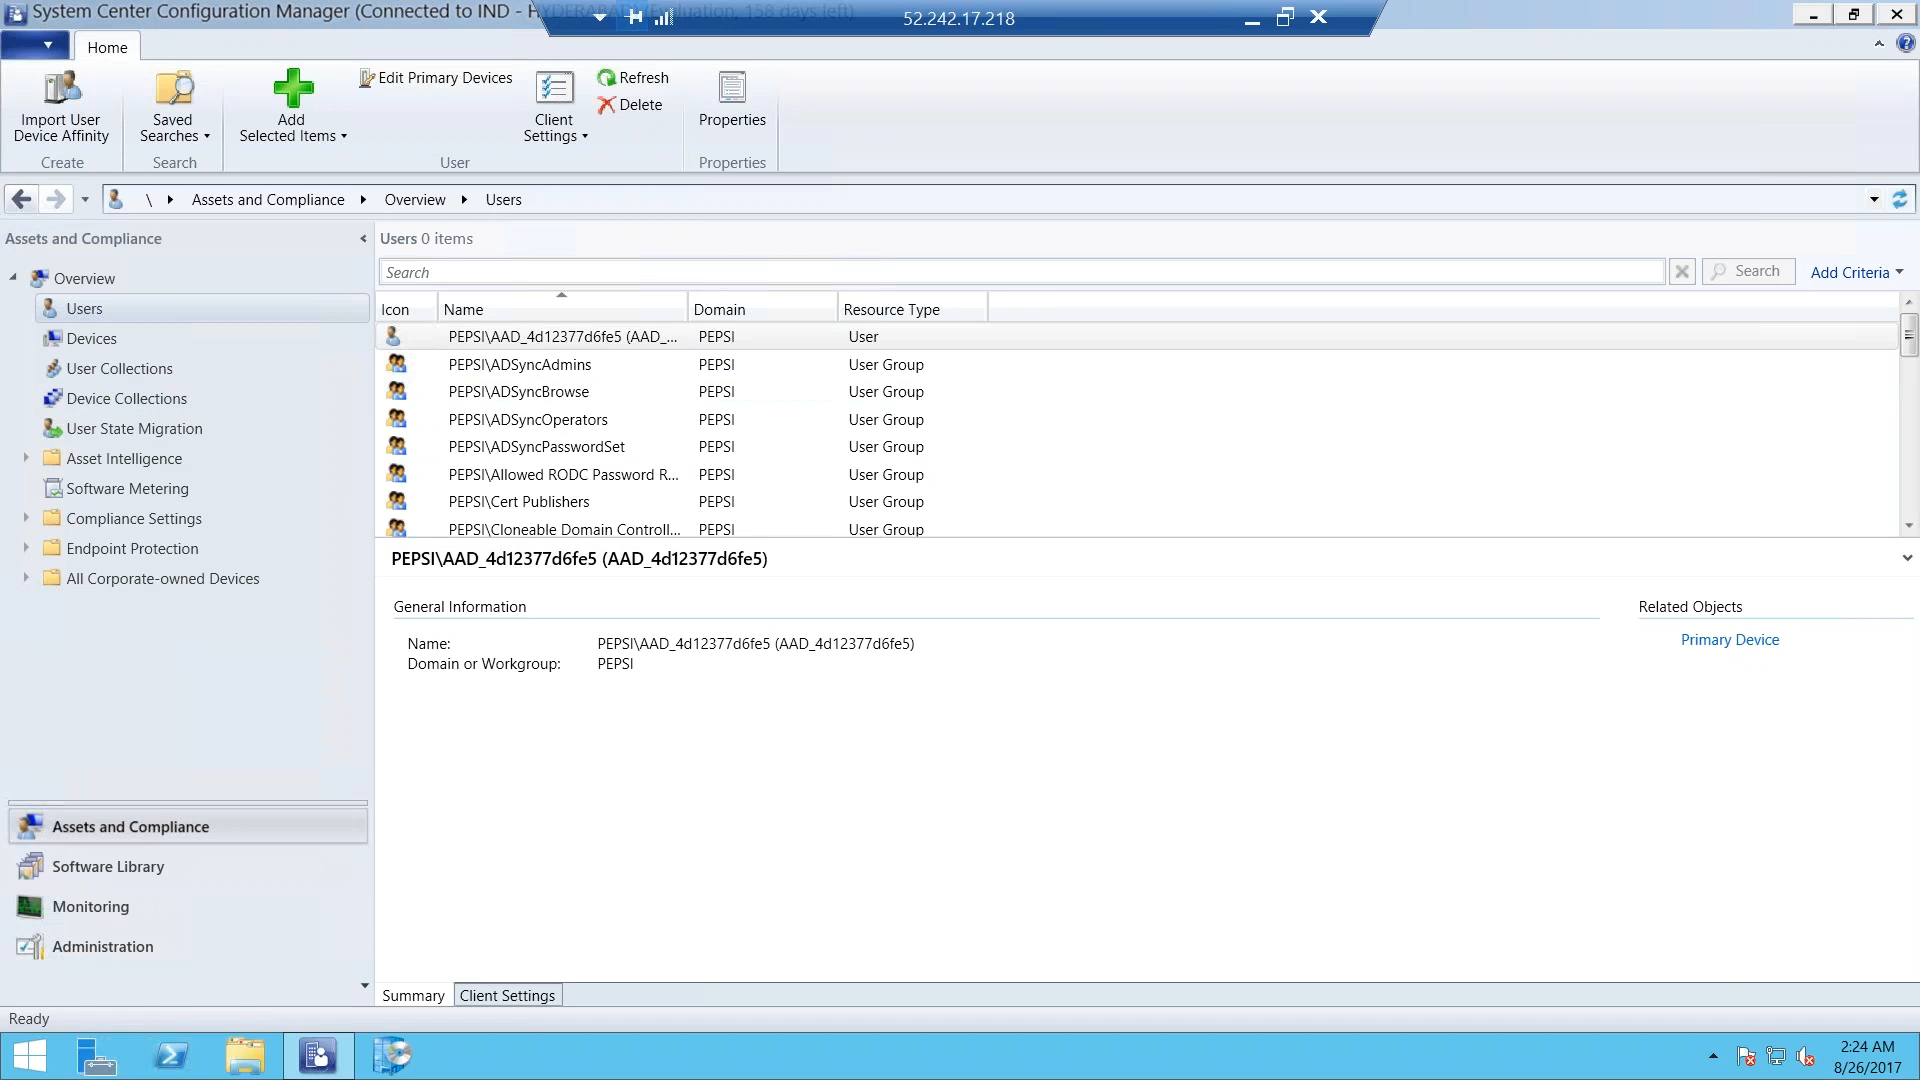 System Center Configuration Manager (Connected to IND - HYDERABAD) (Evaluation, 158 days left)
52.242.17.218
Home
Import User
Device Affinity
Saved
Searches
Add
Selected Items
Edit Primary Devices
Client
Settings
Refresh
Delete
Properties
Create
Search
User
Properties
\ Assets and Compliance Overview Users
Assets and Compliance
Users 0 items
Search
Search
Add Criteria
Overview
Users
Devices
User Collections
Device Collections
User State Migration
Asset Intelligence
Software Metering
Compliance Settings
Endpoint Protection
All Corporate-owned Devices
Icon Name Domain Resource Type
PEPSI\AAD_4d12377d6fe5 (AAD_... PEPSI User
PEPSI\ADSyncAdmins PEPSI User Group
PEPSI\ADSyncBrowse PEPSI User Group
PEPSI\ADSyncOperators PEPSI User Group
PEPSI\ADSyncPasswordSet PEPSI User Group
PEPSI\Allowed RODC Password R... PEPSI User Group
PEPSI\Cert Publishers PEPSI User Group
PEPSI\Cloneable Domain Controll... PEPSI User Group
PEPSI\AAD_4d12377d6fe5 (AAD_4d12377d6fe5)
General Information
Name: PEPSI\AAD_4d12377d6fe5 (AAD_4d12377d6fe5)
Domain or Workgroup: PEPSI
Related Objects
Primary Device
Assets and Compliance
Software Library
Monitoring
Administration
Summary
Client Settings
Ready
2:24 AM
8/26/2017